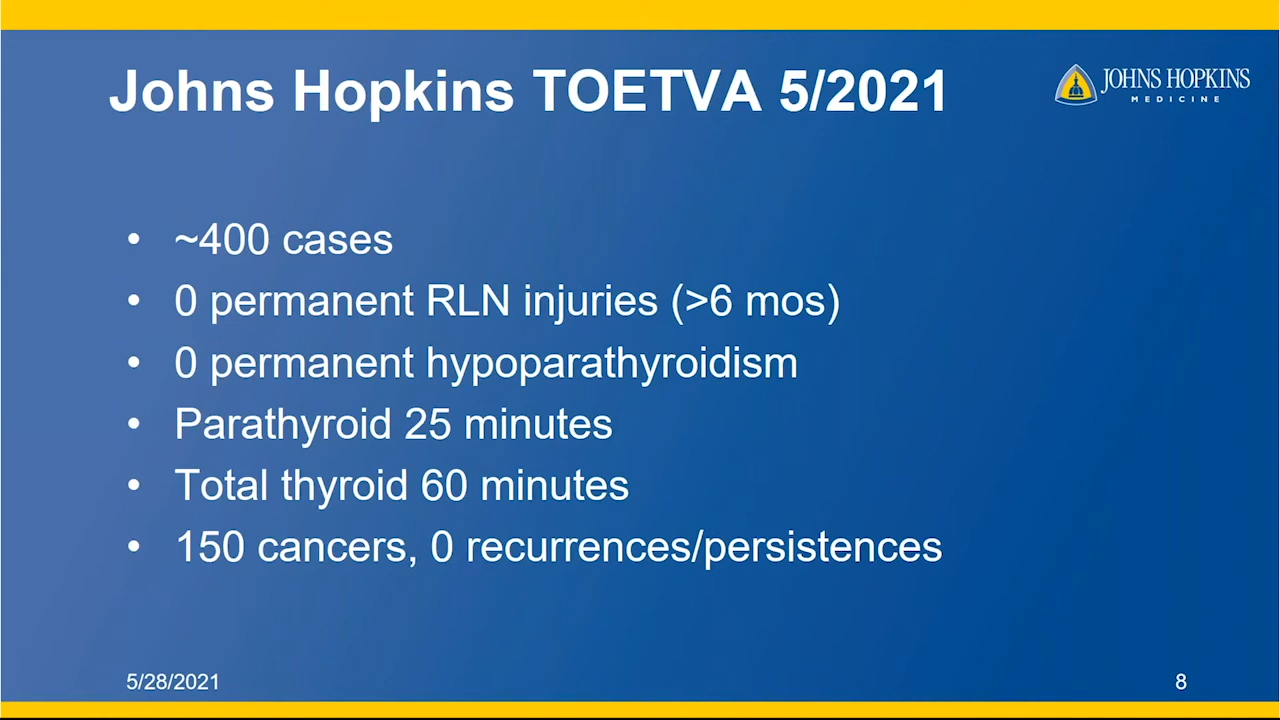 Johns Hopkins TOETVA 5/2021
JOHNS HOPKINS
MEDICINE
• ~400 cases
• 0 permanent RLN injuries (>6 mos)
• 0 permanent hypoparathyroidism
• Parathyroid 25 minutes
• Total thyroid 60 minutes
• 150 cancers, 0 recurrences/persistences
5/28/2021
8